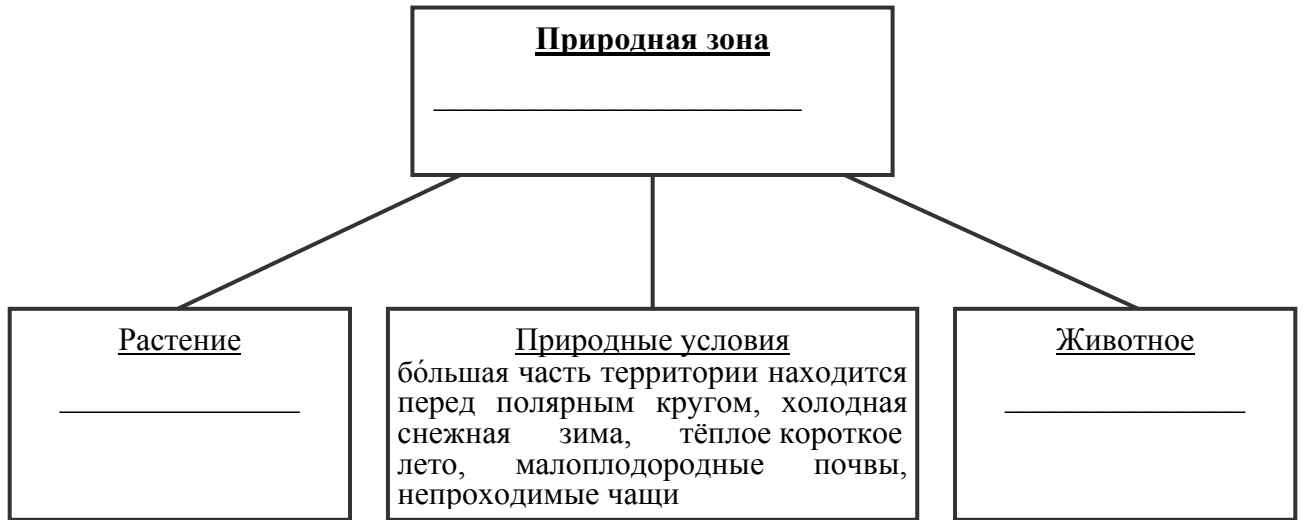 Природная зона
Растение
Природные условия
бо́льшая часть территории находится
перед полярным кругом, холодная
снежная зима, тёплое короткое
лето, малоплодородные почвы,
непроходимые чащи
Животное